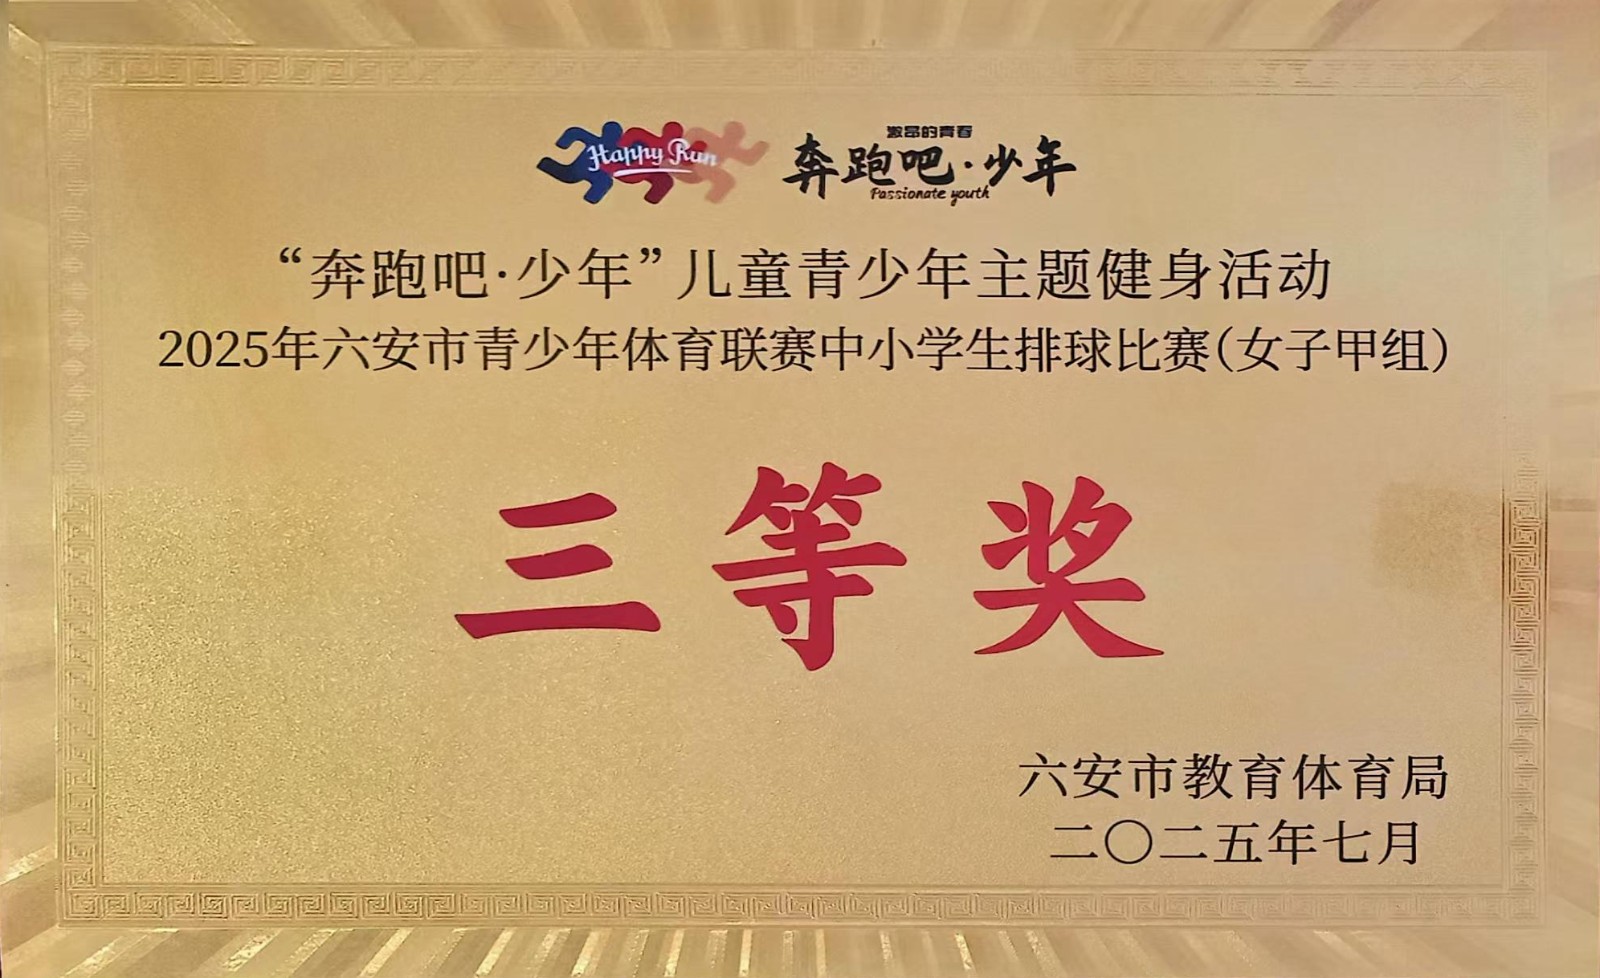 Happy Run
激昂的青春
奔跑吧·少年
Passionate youth
“奔跑吧·少年”儿童青少年主题健身活动
2025年六安市青少年体育联赛中小学生排球比赛(女子甲组)
三等奖
六安市教育体育局
二〇二五年七月